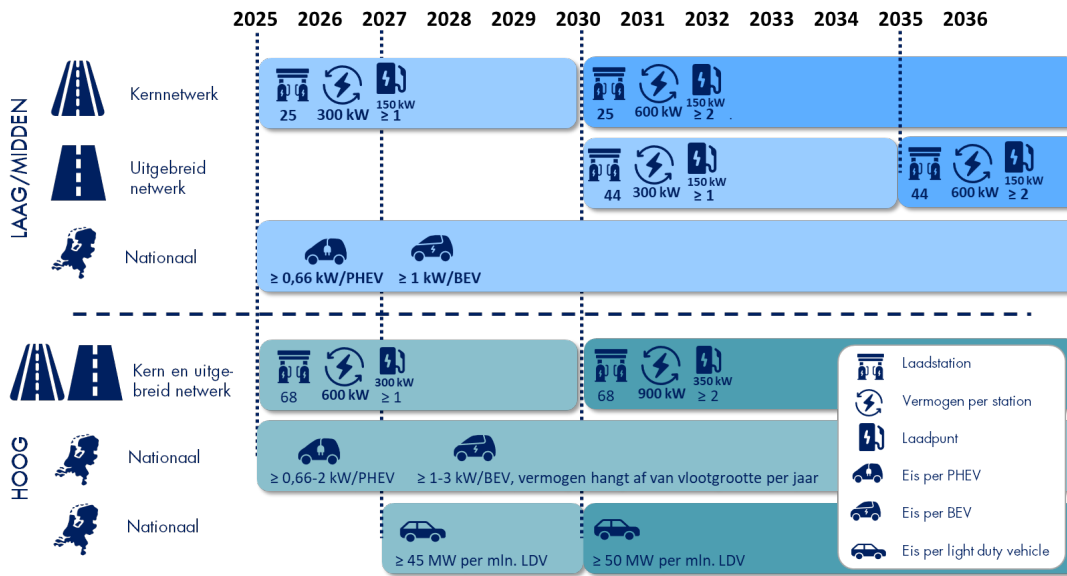 2025 2026 2027 2028 2029 2030 2031 2032 2033 2034 2035 2036
LAAG/MIDDEN
Kernnetwerk
25 300 kW 150 kW ≥ 1
25 600 kW 150 kW ≥ 2 .
Uitgebreid
netwerk
44 300 kW 150 kW ≥ 1
44 600 kW 150 kW ≥ 2
Nationaal
≥ 0,66 kW/PHEV ≥ 1 kW/BEV
HOOG
Kern en uitge-
breid netwerk
68 600 kW 300 kW ≥ 1
68 900 kW 350 kW ≥ 2
Nationaal
≥ 0,66-2 kW/PHEV ≥ 1-3 kW/BEV, vermogen hangt af van vlootgrootte per jaar
Nationaal
≥ 45 MW per mln. LDV ≥ 50 MW per mln. LDV
Laadstation
Vermogen per station
Laadpunt
Eis per PHEV
Eis per BEV
Eis per light duty vehicle